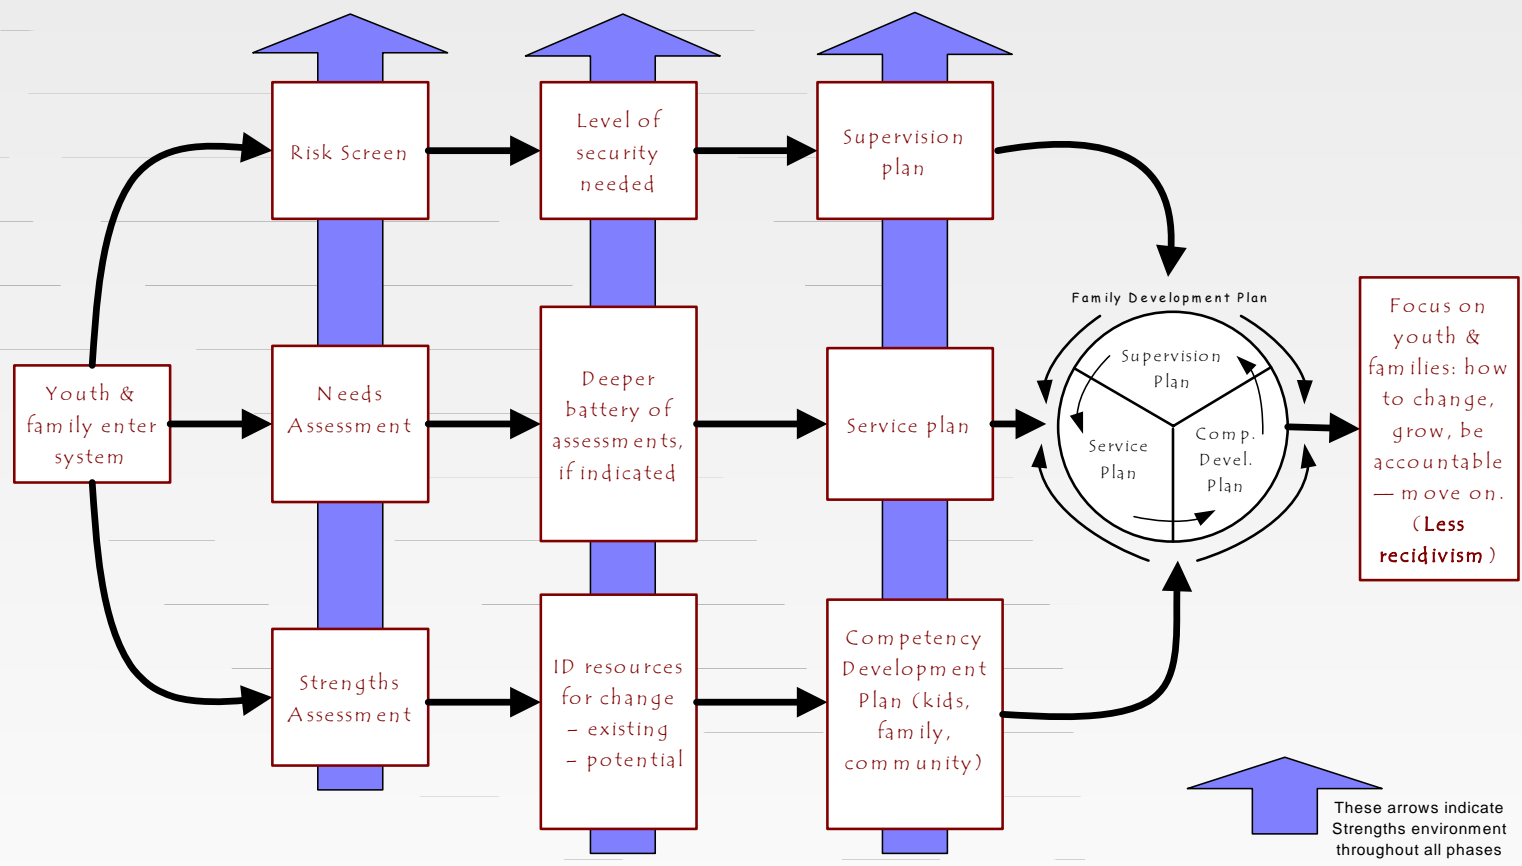 Risk Screen
Level of
security
needed
Supervision
plan
Youth &
family enter
system
Needs
Assessment
Deeper
battery of
assessments,
if indicated
Service plan
Strengths
Assessment
ID resources
for change
– existing
– potential
Competency
Development
Plan (kids,
family,
community)
Family Development Plan
Supervision
Plan
Service
Plan
Comp.
Devel.
Plan
Focus on
youth &
families: how
to change,
grow, be
accountable
— move on.
(Less
recidivism)
These arrows indicate
Strengths environment
throughout all phases